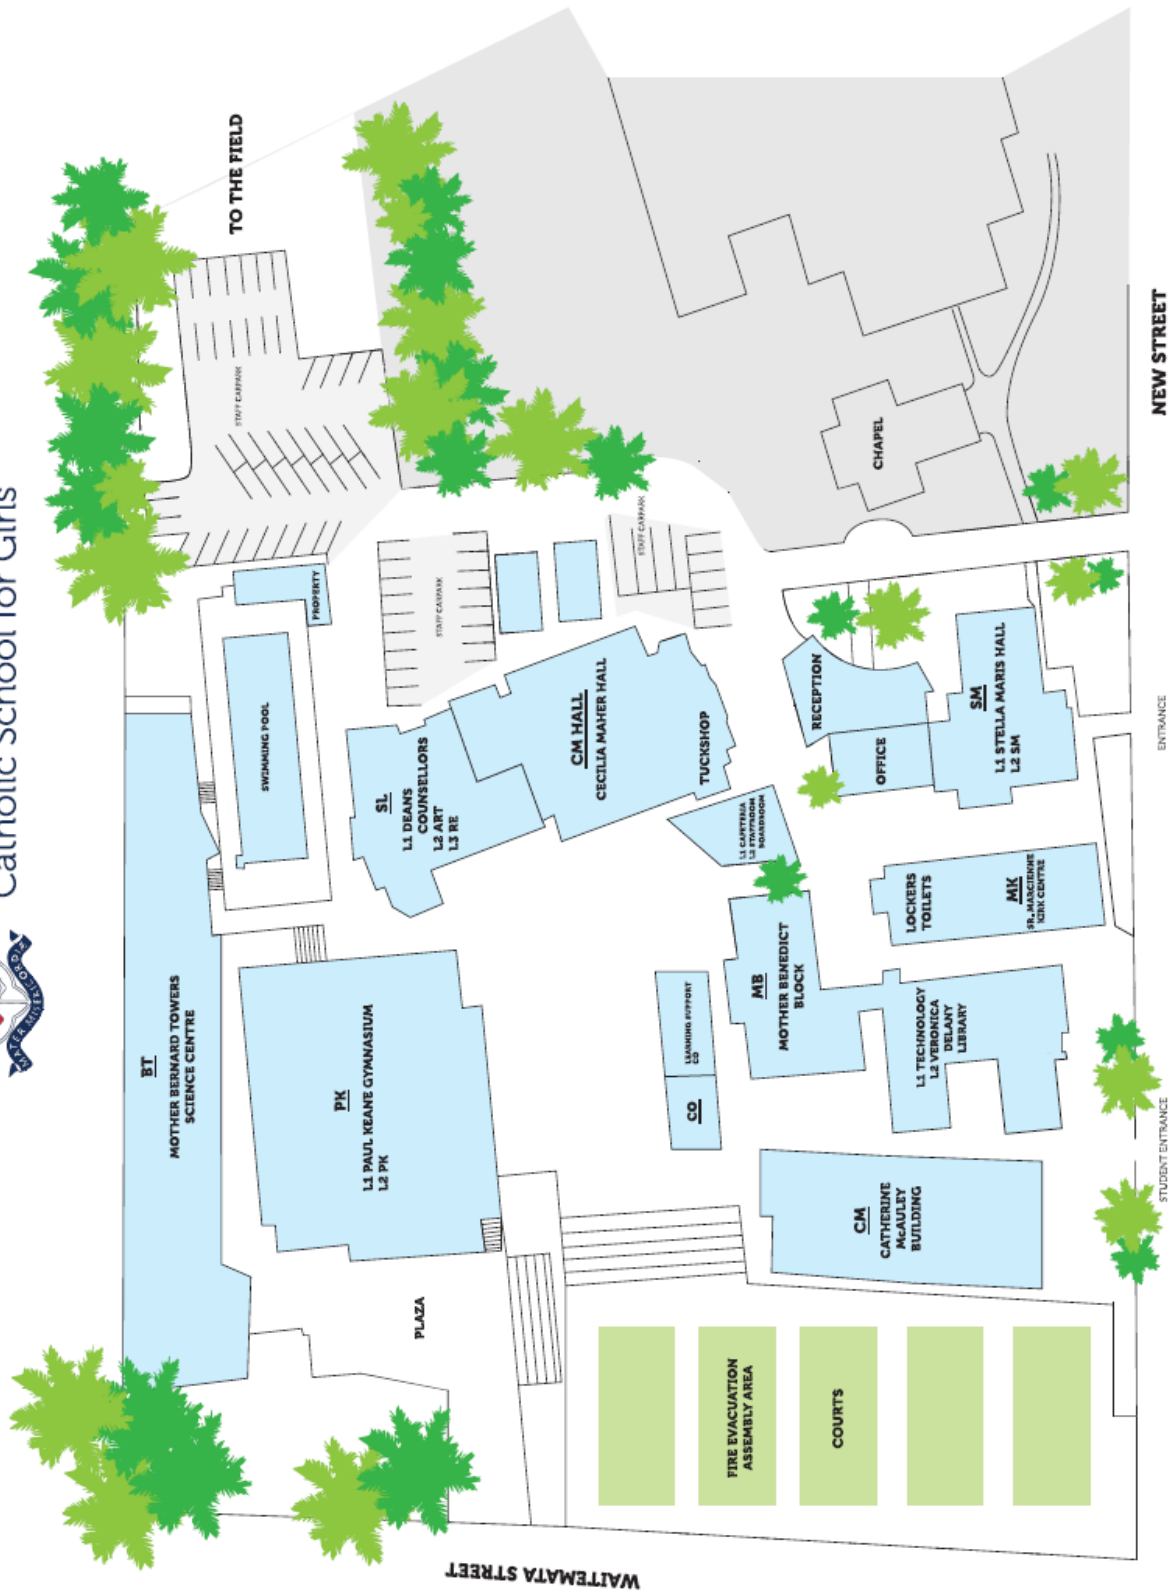 Catholic School for Girls
MATER MISERICORDIAE
TO THE FIELD
STAFF CARPARK
PROPERTY
STAFF CARPARK
STAFF CARPARK
CHAPEL
NEW STREET
SWIMMING POOL
BT
MOTHER BERNARD TOWERS
SCIENCE CENTRE
SL
L1 DEANS
COUNSELLORS
L2 ART
L3 RE
CM HALL
CECILIA MAHER HALL
TUCKSHOP
RECEPTION
OFFICE
SM
L1 STELLA MARIS HALL
L2 SM
ENTRANCE
L1 CAFETERIA
L2 STAFFROOM
BOARDROOM
LOCKERS
TOILETS
MK
SR. MARCIENNE
KIRK CENTRE
PK
L1 PAUL KEANE GYMNASIUM
L2 PK
LEARNING SUPPORT
CO
CO
MB
MOTHER BENEDICT
BLOCK
L1 TECHNOLOGY
L2 VERONICA
DELANY
LIBRARY
CM
CATHERINE
McAULEY
BUILDING
STUDENT ENTRANCE
PLAZA
FIRE EVACUATION
ASSEMBLY AREA
COURTS
WAITEMATA STREET